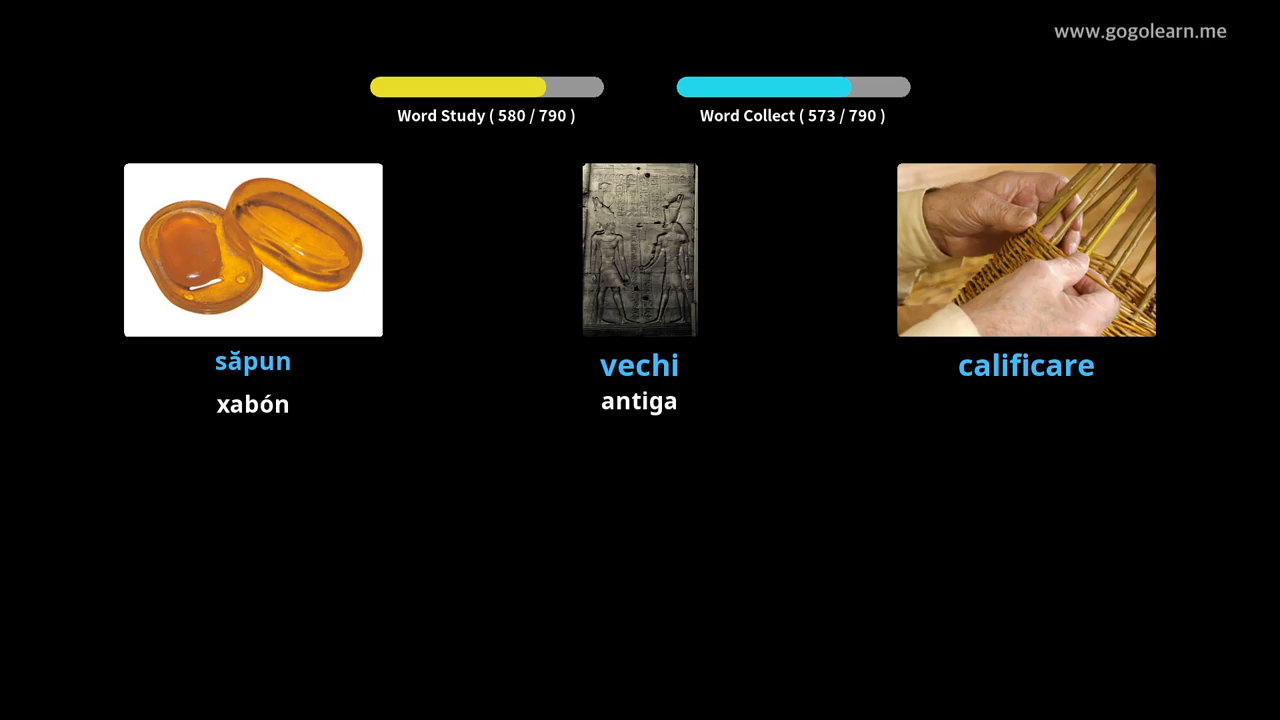 www.gogolearn.me
Word Study ( 580 / 790 )
Word Collect ( 573 / 790 )
săpun
xabón
vechi
antiga
calificare